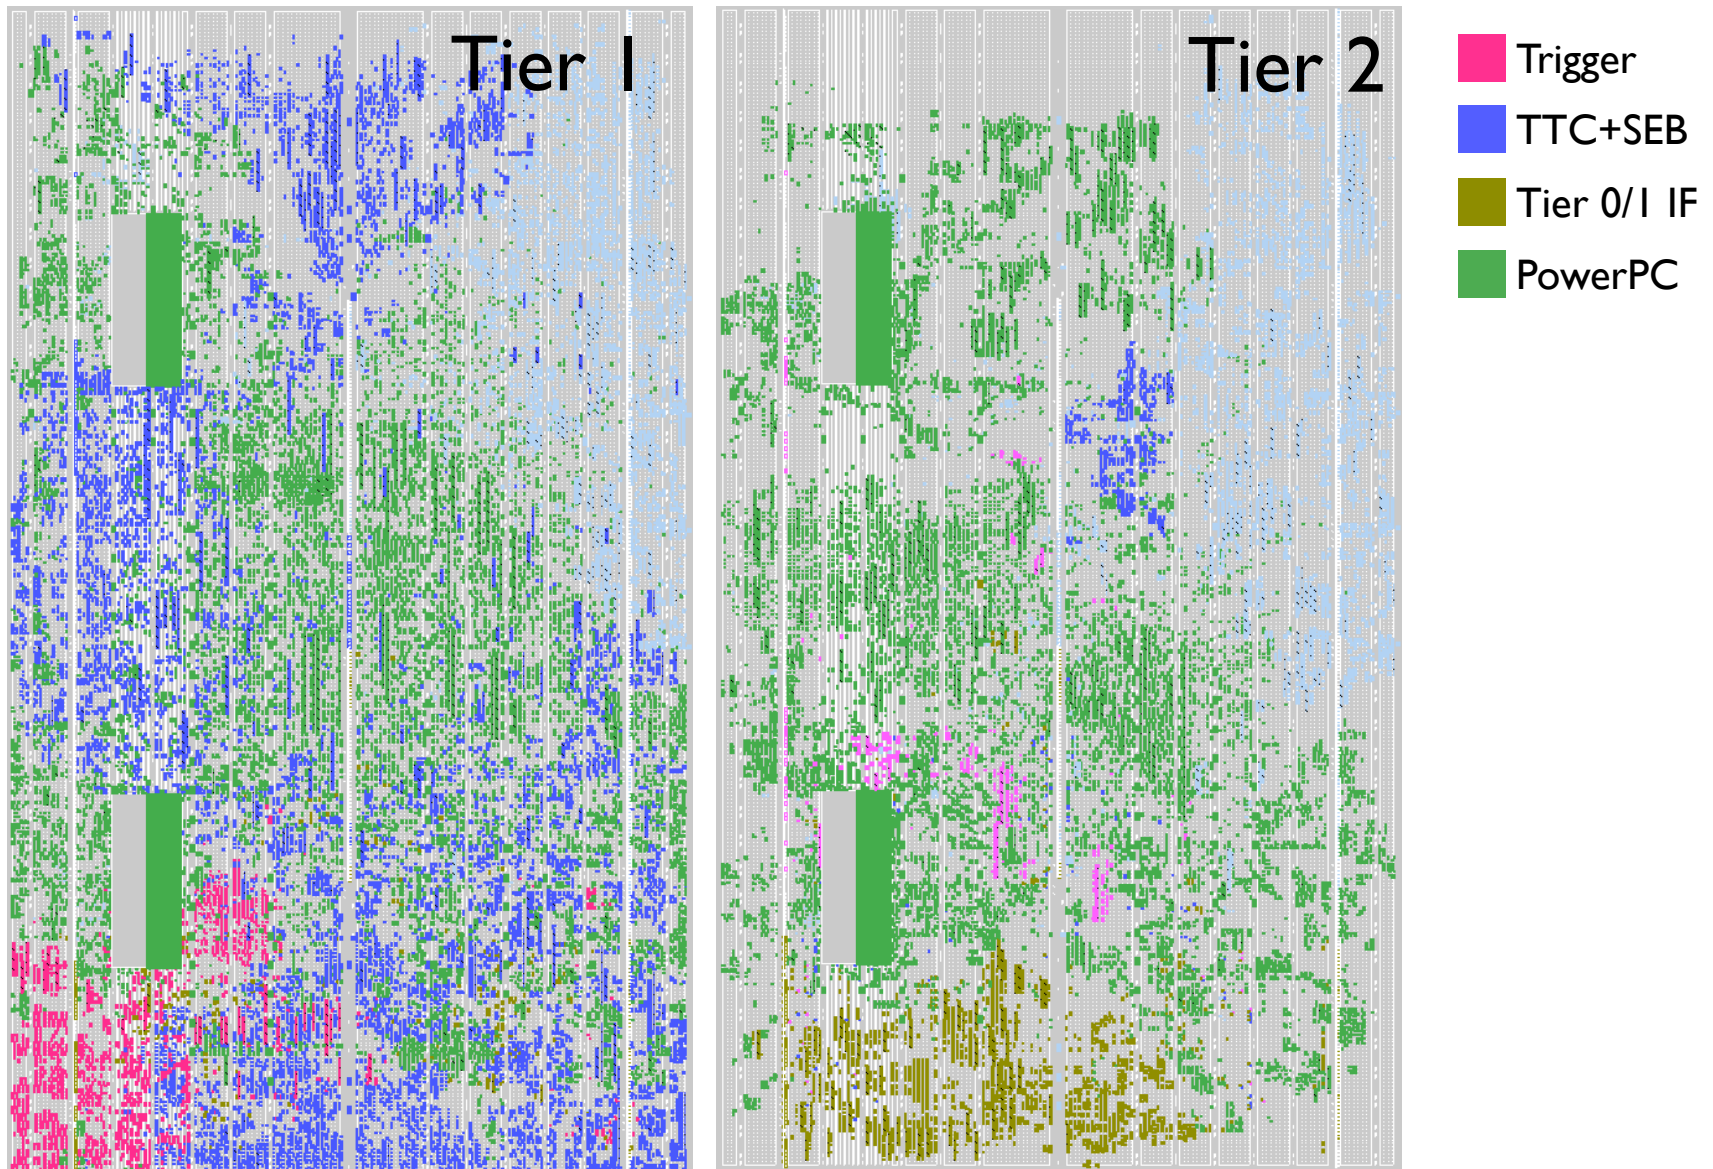 Tier 1
Tier 2
Trigger
TTC+SEB
Tier 0/1 IF
PowerPC